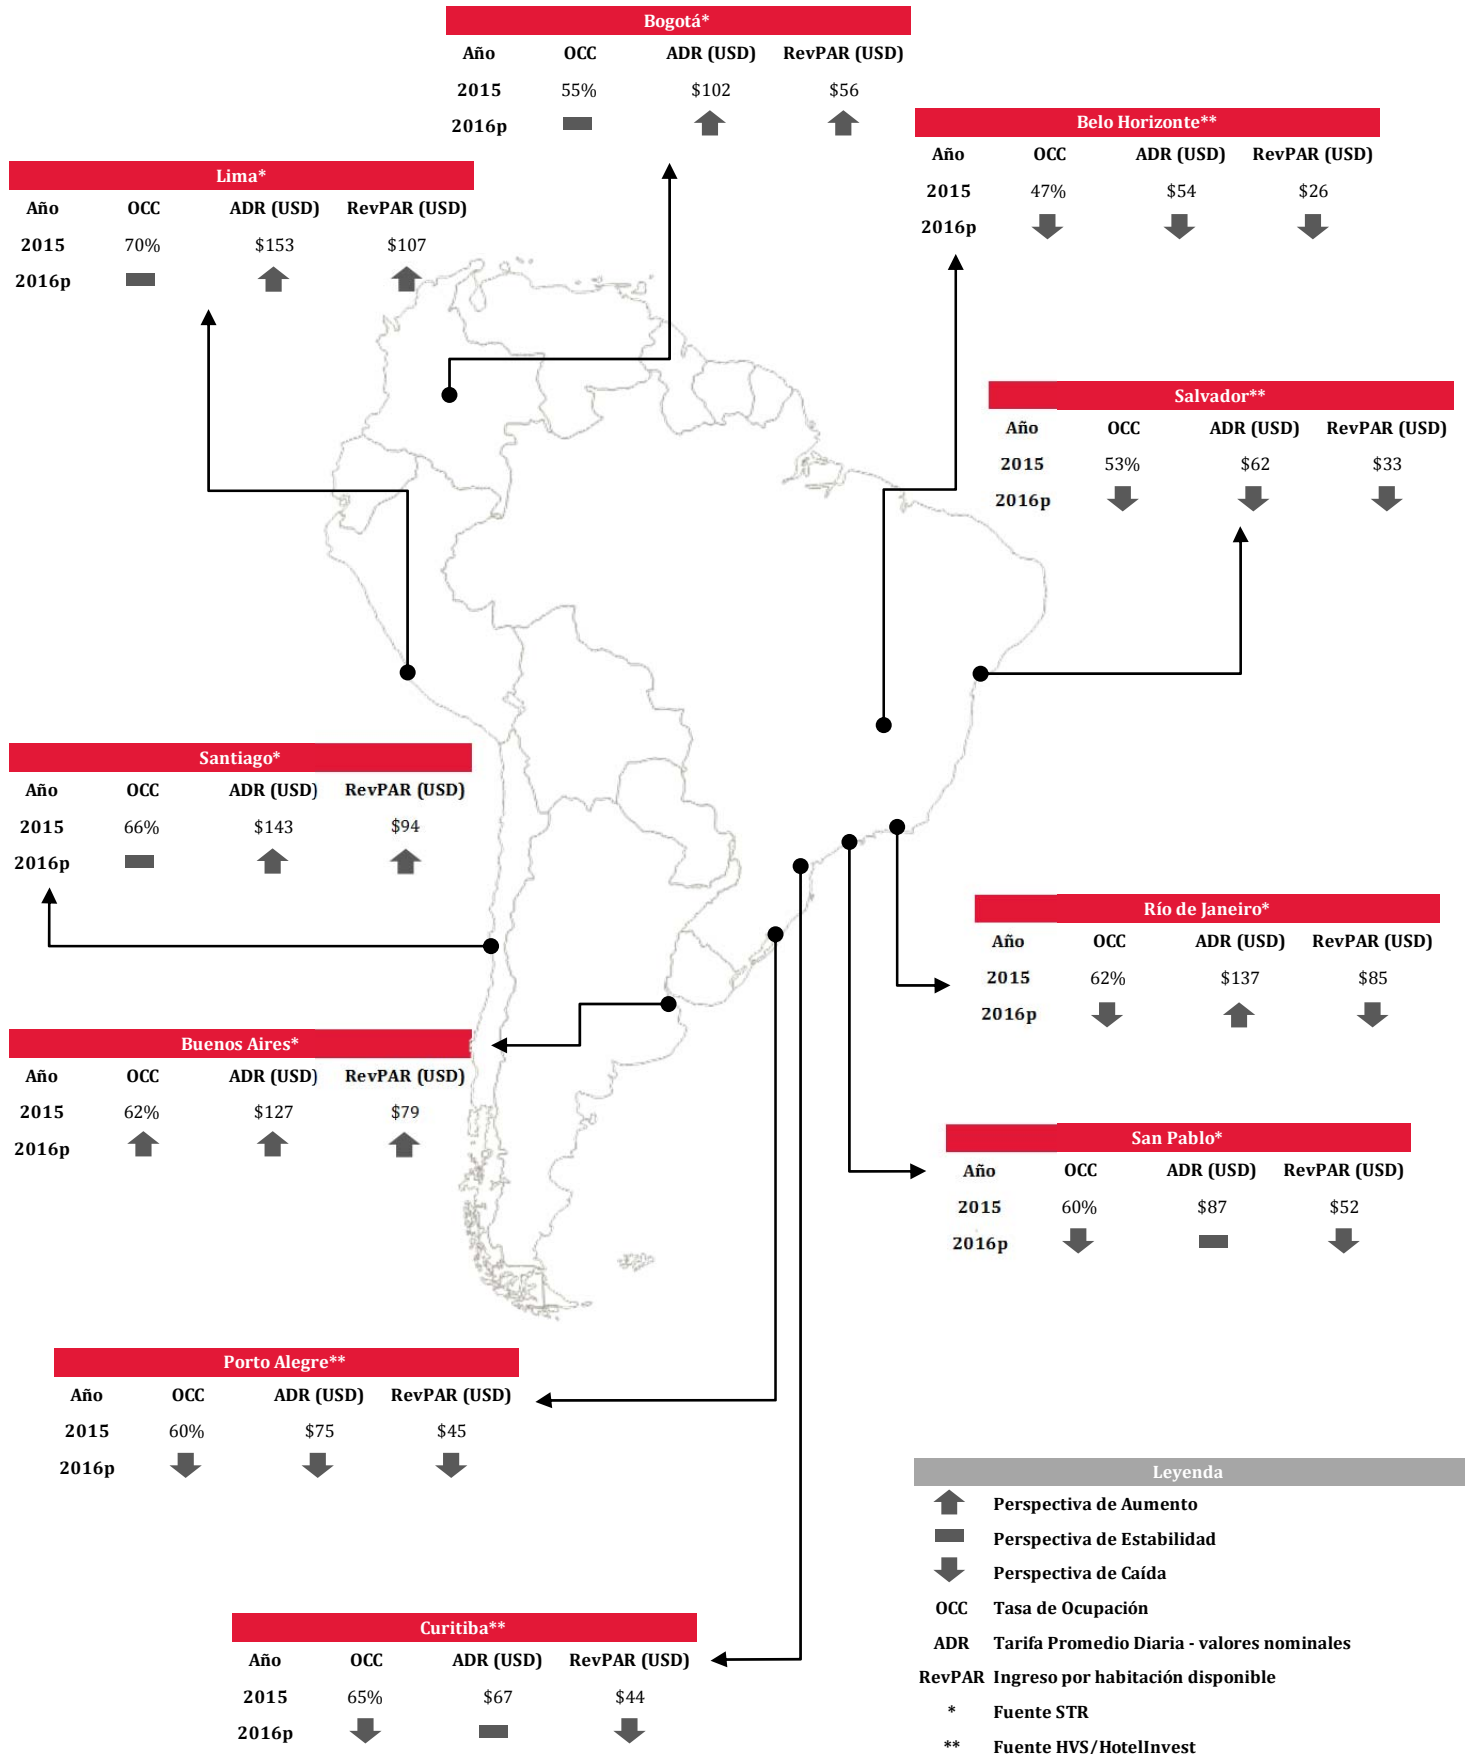 Bogotá*
Año OCC ADR (USD) RevPAR (USD)
2015 55% $102 $56
2016p
Belo Horizonte**
Año OCC ADR (USD) RevPAR (USD)
2015 47% $54 $26
2016p
Lima*
Año OCC ADR (USD) RevPAR (USD)
2015 70% $153 $107
2016p
Salvador**
Año OCC ADR (USD) RevPAR (USD)
2015 53% $62 $33
2016p
Santiago*
Año OCC ADR (USD) RevPAR (USD)
2015 66% $143 $94
2016p
Río de Janeiro*
Año OCC ADR (USD) RevPAR (USD)
2015 62% $137 $85
2016p
Buenos Aires*
Año OCC ADR (USD) RevPAR (USD)
2015 62% $127 $79
2016p
San Pablo*
Año OCC ADR (USD) RevPAR (USD)
2015 60% $87 $52
2016p
Porto Alegre**
Año OCC ADR (USD) RevPAR (USD)
2015 60% $75 $45
2016p
Curitiba**
Año OCC ADR (USD) RevPAR (USD)
2015 65% $67 $44
2016p
Leyenda
Perspectiva de Aumento
Perspectiva de Estabilidad
Perspectiva de Caída
OCC Tasa de Ocupación
ADR Tarifa Promedio Diaria - valores nominales
RevPAR Ingreso por habitación disponible
* Fuente STR
** Fuente HVS/HotelInvest